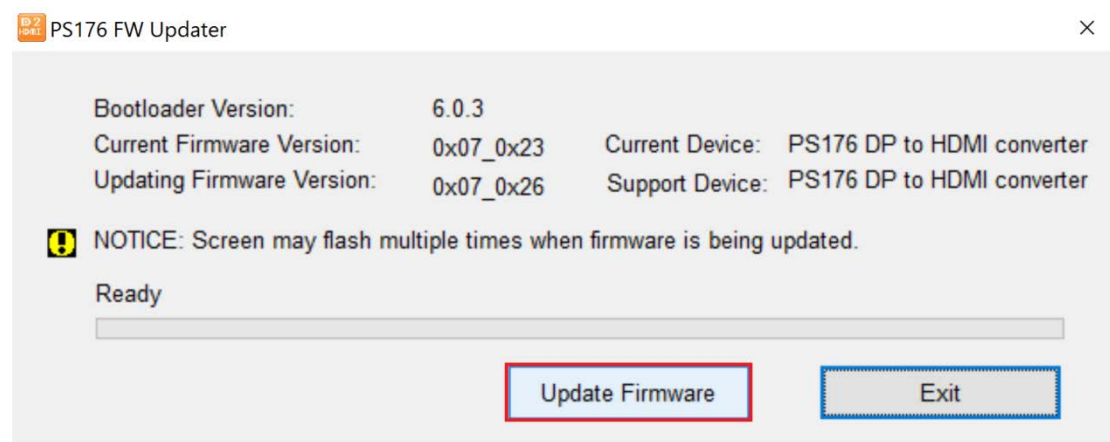 D 2
HDMI
PS176 FW Updater
Bootloader Version: 6.0.3
Current Firmware Version: 0x07_0x23 Current Device: PS176 DP to HDMI converter
Updating Firmware Version: 0x07_0x26 Support Device: PS176 DP to HDMI converter
NOTICE: Screen may flash multiple times when firmware is being updated.
Ready
Update Firmware Exit